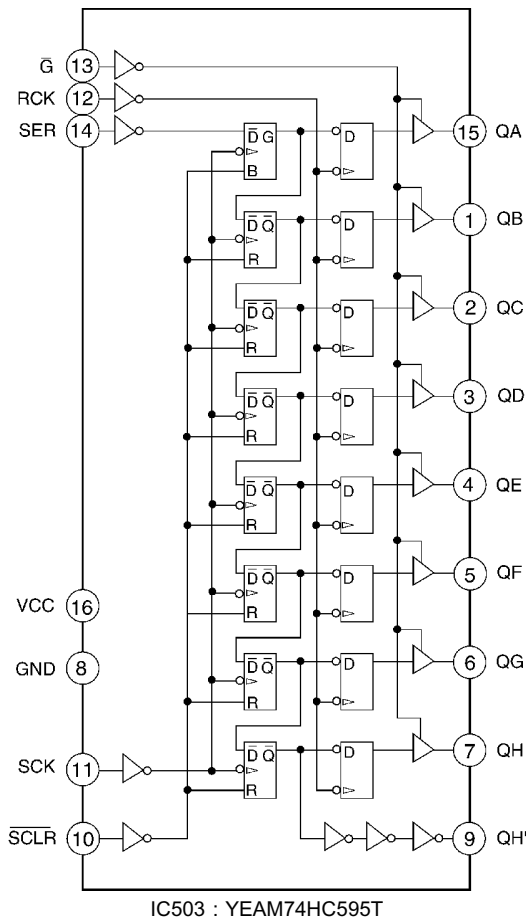 G̅ 13
RCK 12
SER 14
D̅ G
B
D
15 QA
D̅ Q̅
R
D
1 QB
D̅ Q̅
R
D
2 QC
D̅ Q̅
R
D
3 QD
D̅ Q̅
R
D
4 QE
D̅ Q̅
R
D
5 QF
VCC 16
D̅ Q̅
R
D
6 QG
GND 8
D̅ Q̅
R
D
7 QH
SCK 11
S̅C̅L̅R̅ 10
9 QH'
IC503 : YEAM74HC595T